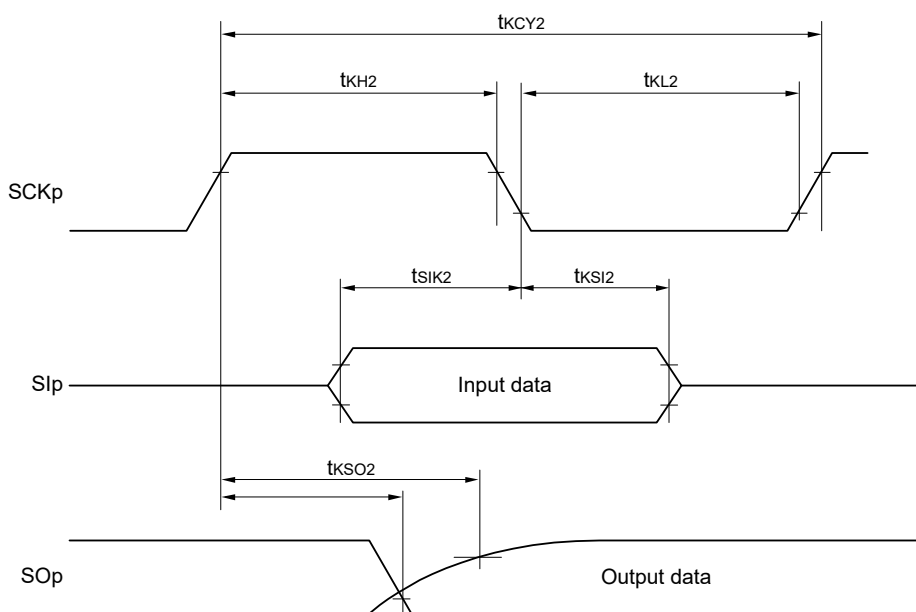 tKCY2
tKH2
tKL2
SCKp
tSIK2
tKSI2
SIp
Input data
tKSO2
SOp
Output data